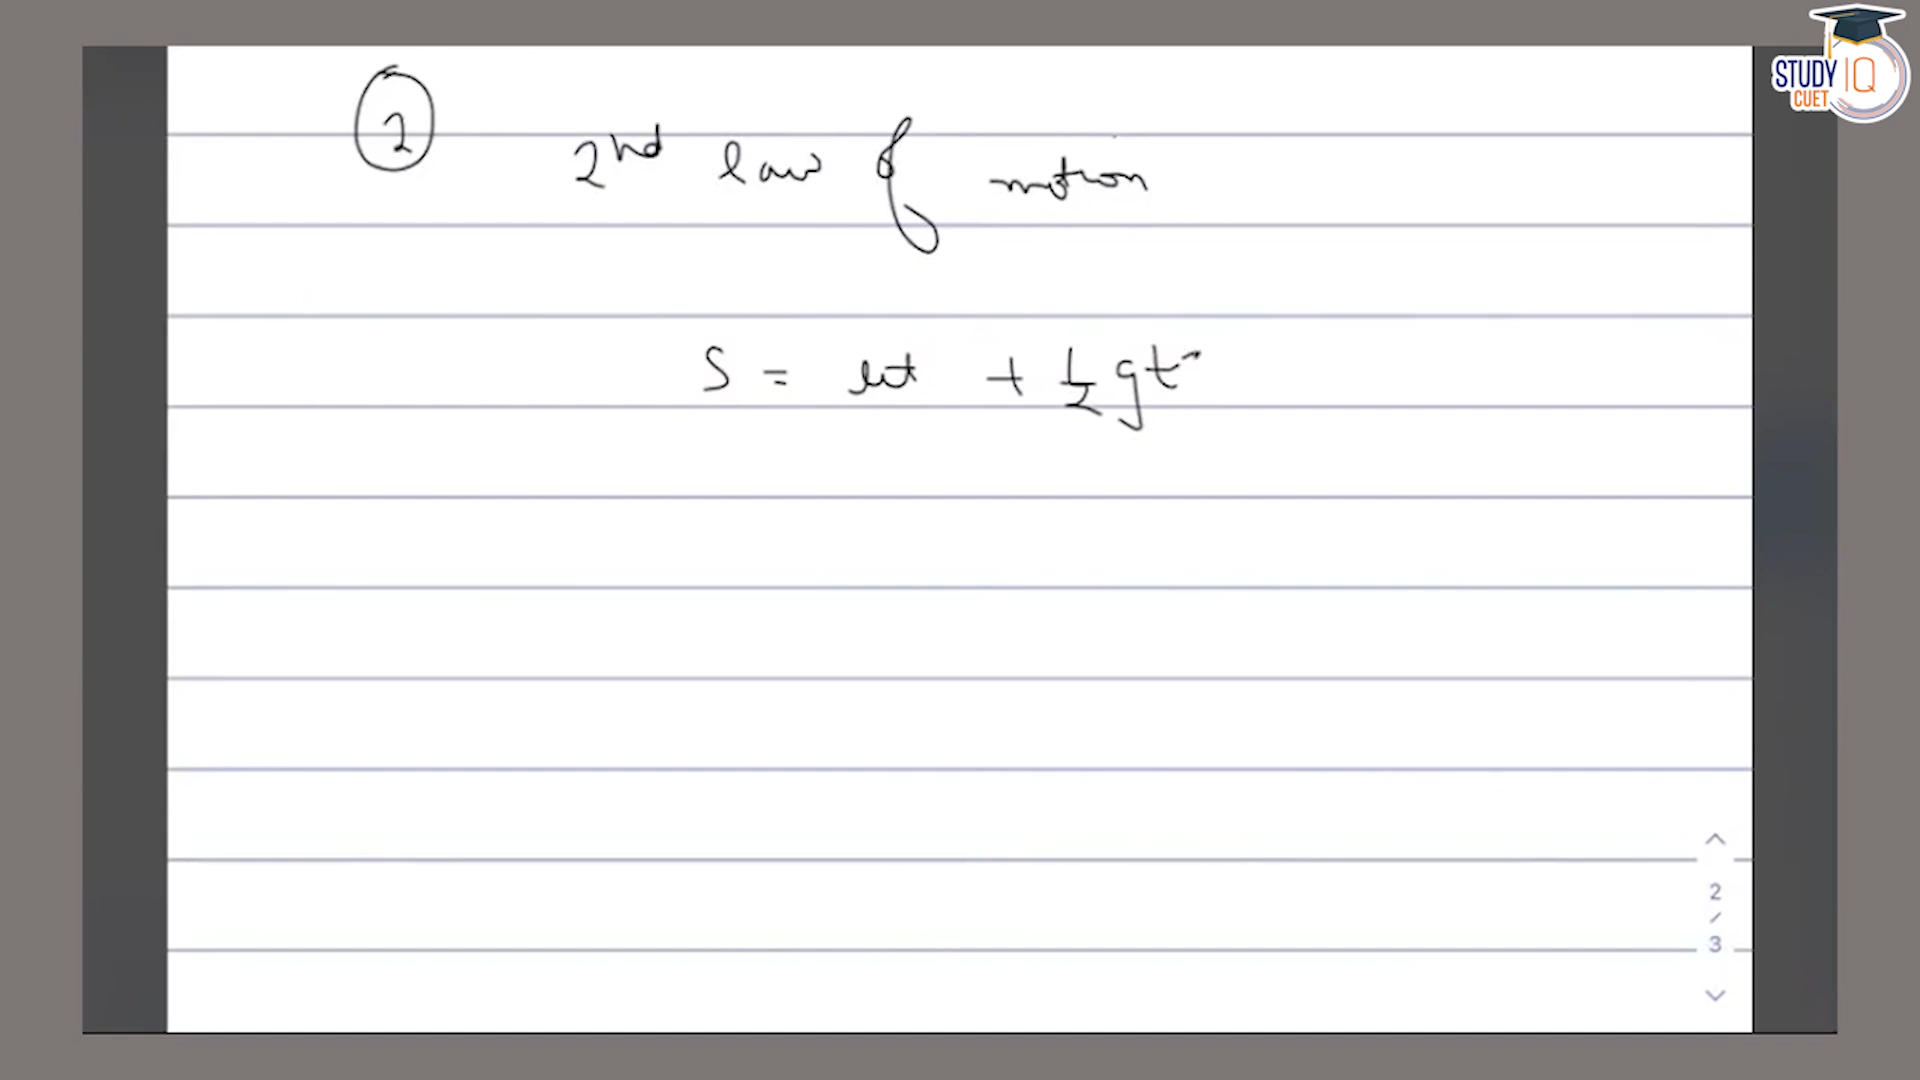 STUDY IQ
CUET
2
2nd law of motion
S = ut + 1/2 gt²
2
/
3